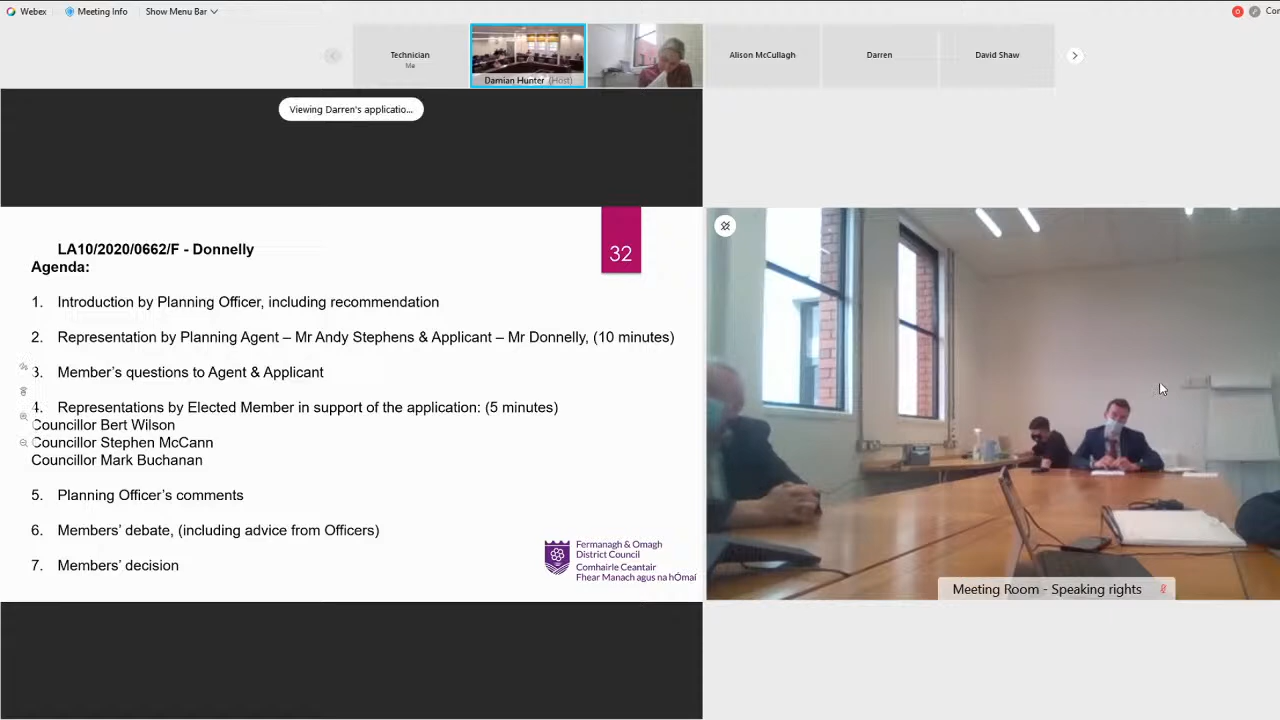 Webex
Meeting Info
Show Menu Bar
Technician
Me
Damian Hunter (Host)
Alison McCullagh
Darren
David Shaw
Viewing Darren's applicatio...
32
LA10/2020/0662/F - Donnelly
Agenda:
1. Introduction by Planning Officer, including recommendation
2. Representation by Planning Agent – Mr Andy Stephens & Applicant – Mr Donnelly, (10 minutes)
3. Member's questions to Agent & Applicant
4. Representations by Elected Member in support of the application: (5 minutes)
Councillor Bert Wilson
Councillor Stephen McCann
Councillor Mark Buchanan
5. Planning Officer's comments
6. Members' debate, (including advice from Officers)
7. Members' decision
Fermanagh & Omagh
District Council
Comhairle Ceantair
Fhear Manach agus na hÓmaí
Meeting Room - Speaking rights